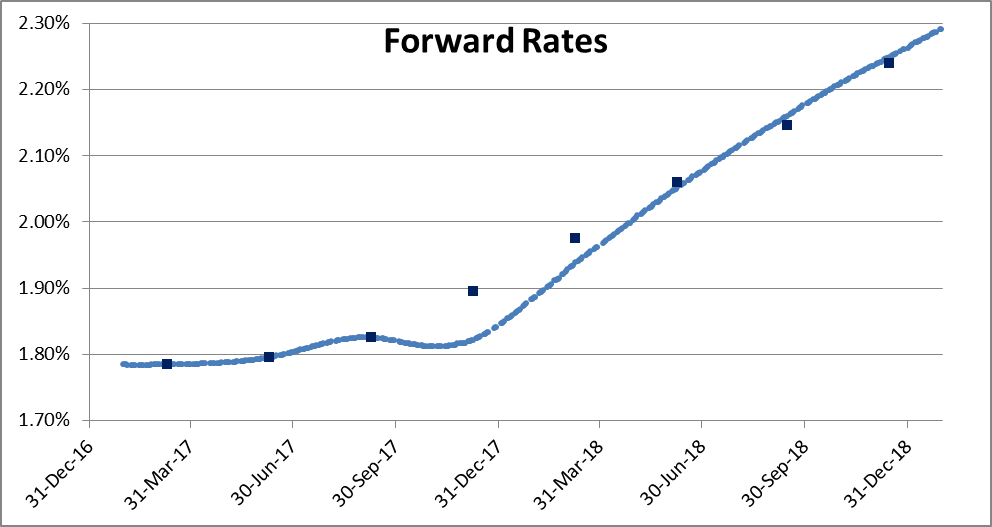 Forward Rates
2.30%
2.20%
2.10%
2.00%
1.90%
1.80%
1.70%
31-Dec-16
31-Mar-17
30-Jun-17
30-Sep-17
31-Dec-17
31-Mar-18
30-Jun-18
30-Sep-18
31-Dec-18